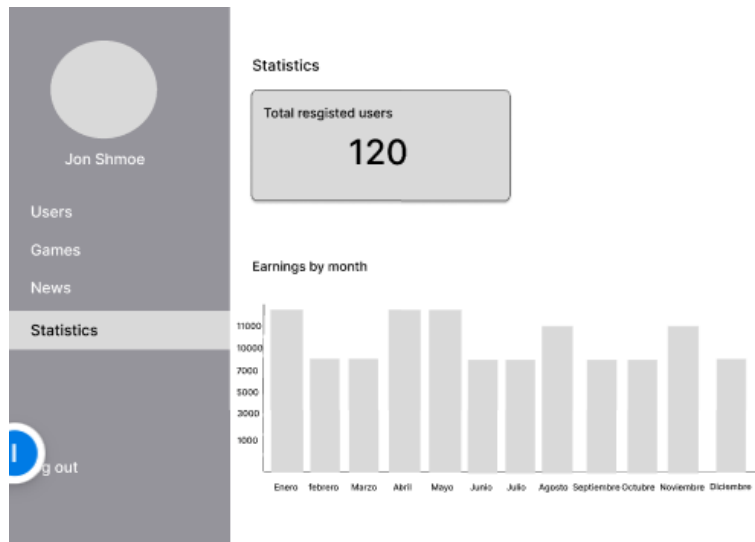 Jon Shmoe
Users
Games
News
Statistics
g out
Statistics
Total resgisted users
120
Earnings by month
11000
10000
7000
5000
3000
1000
Enero febrero Marzo Abril Mayo Junio Julio Agosto Septiembre Octubre Noviembre Diciembre